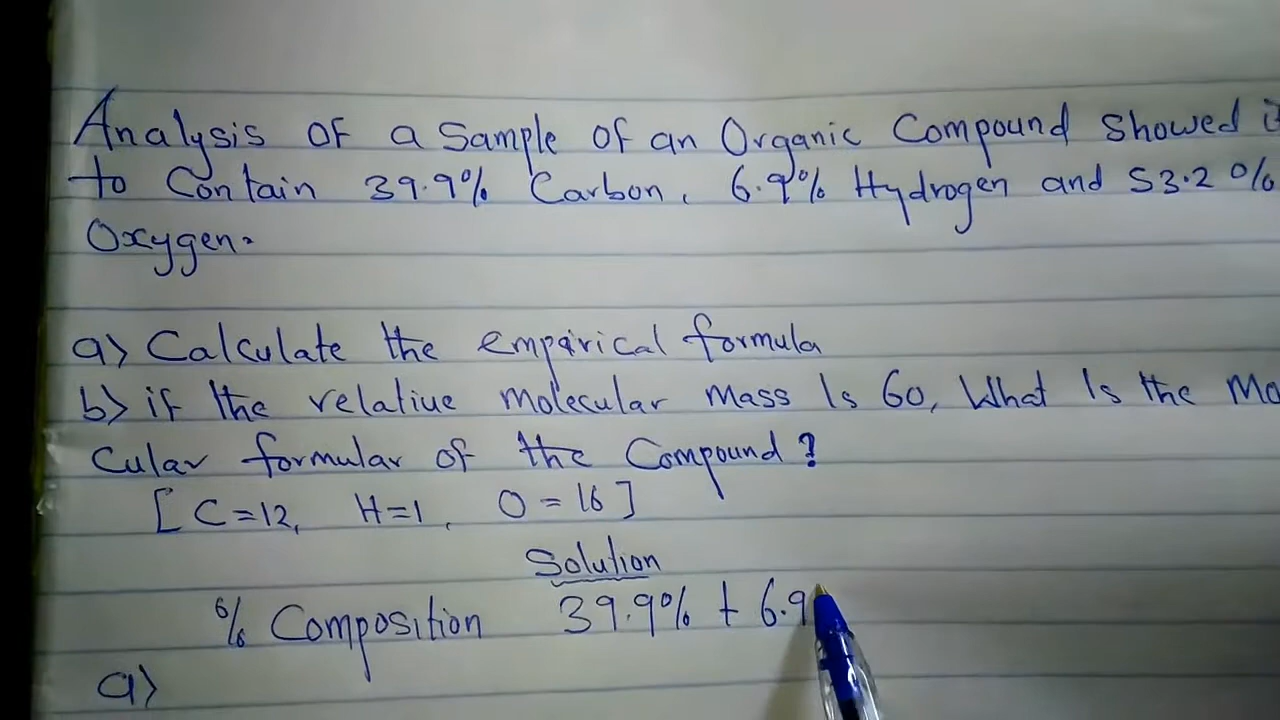 Analysis of a Sample of an Organic Compound Showed i
to Contain 39.9% Carbon, 6.9% Hydrogen and 53.2%
Oxygen.
a) Calculate the empirical formula
b) if the relative molecular mass Is 60, What Is the Mo
cular formular of the Compound?
[C=12, H=1, O=16]
Solution
% Composition 39.9% + 6.9
a)